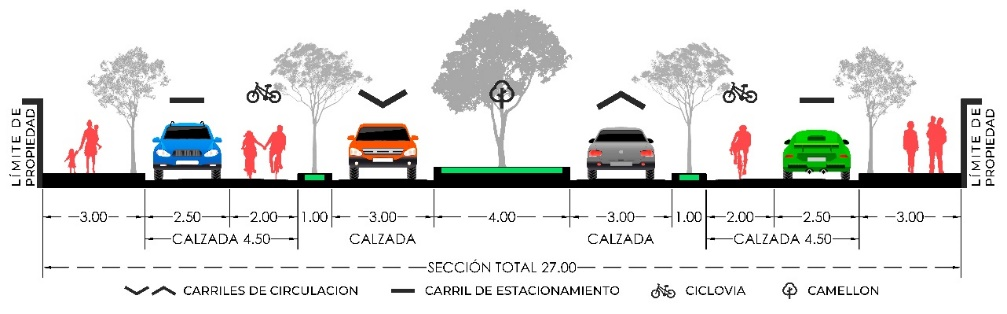 LÍMITE DE
PROPIEDAD
LÍMITE DE
PROPIEDAD
3.00 2.50 2.00 1.00 3.00 4.00 3.00 1.00 2.00 2.50 3.00
CALZADA 4.50 CALZADA CALZADA CALZADA 4.50
SECCIÓN TOTAL 27.00
CARRILES DE CIRCULACION CARRIL DE ESTACIONAMIENTO CICLOVIA CAMELLON